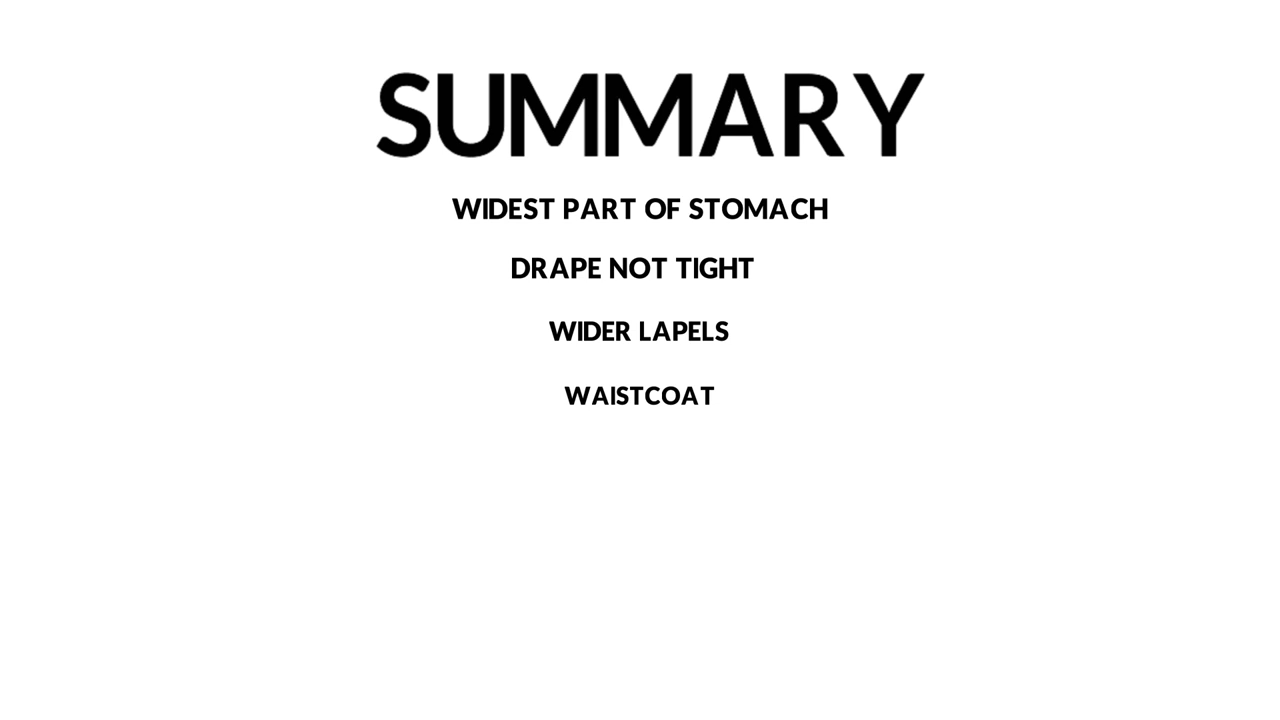 SUMMARY
WIDEST PART OF STOMACH
DRAPE NOT TIGHT
WIDER LAPELS
WAISTCOAT